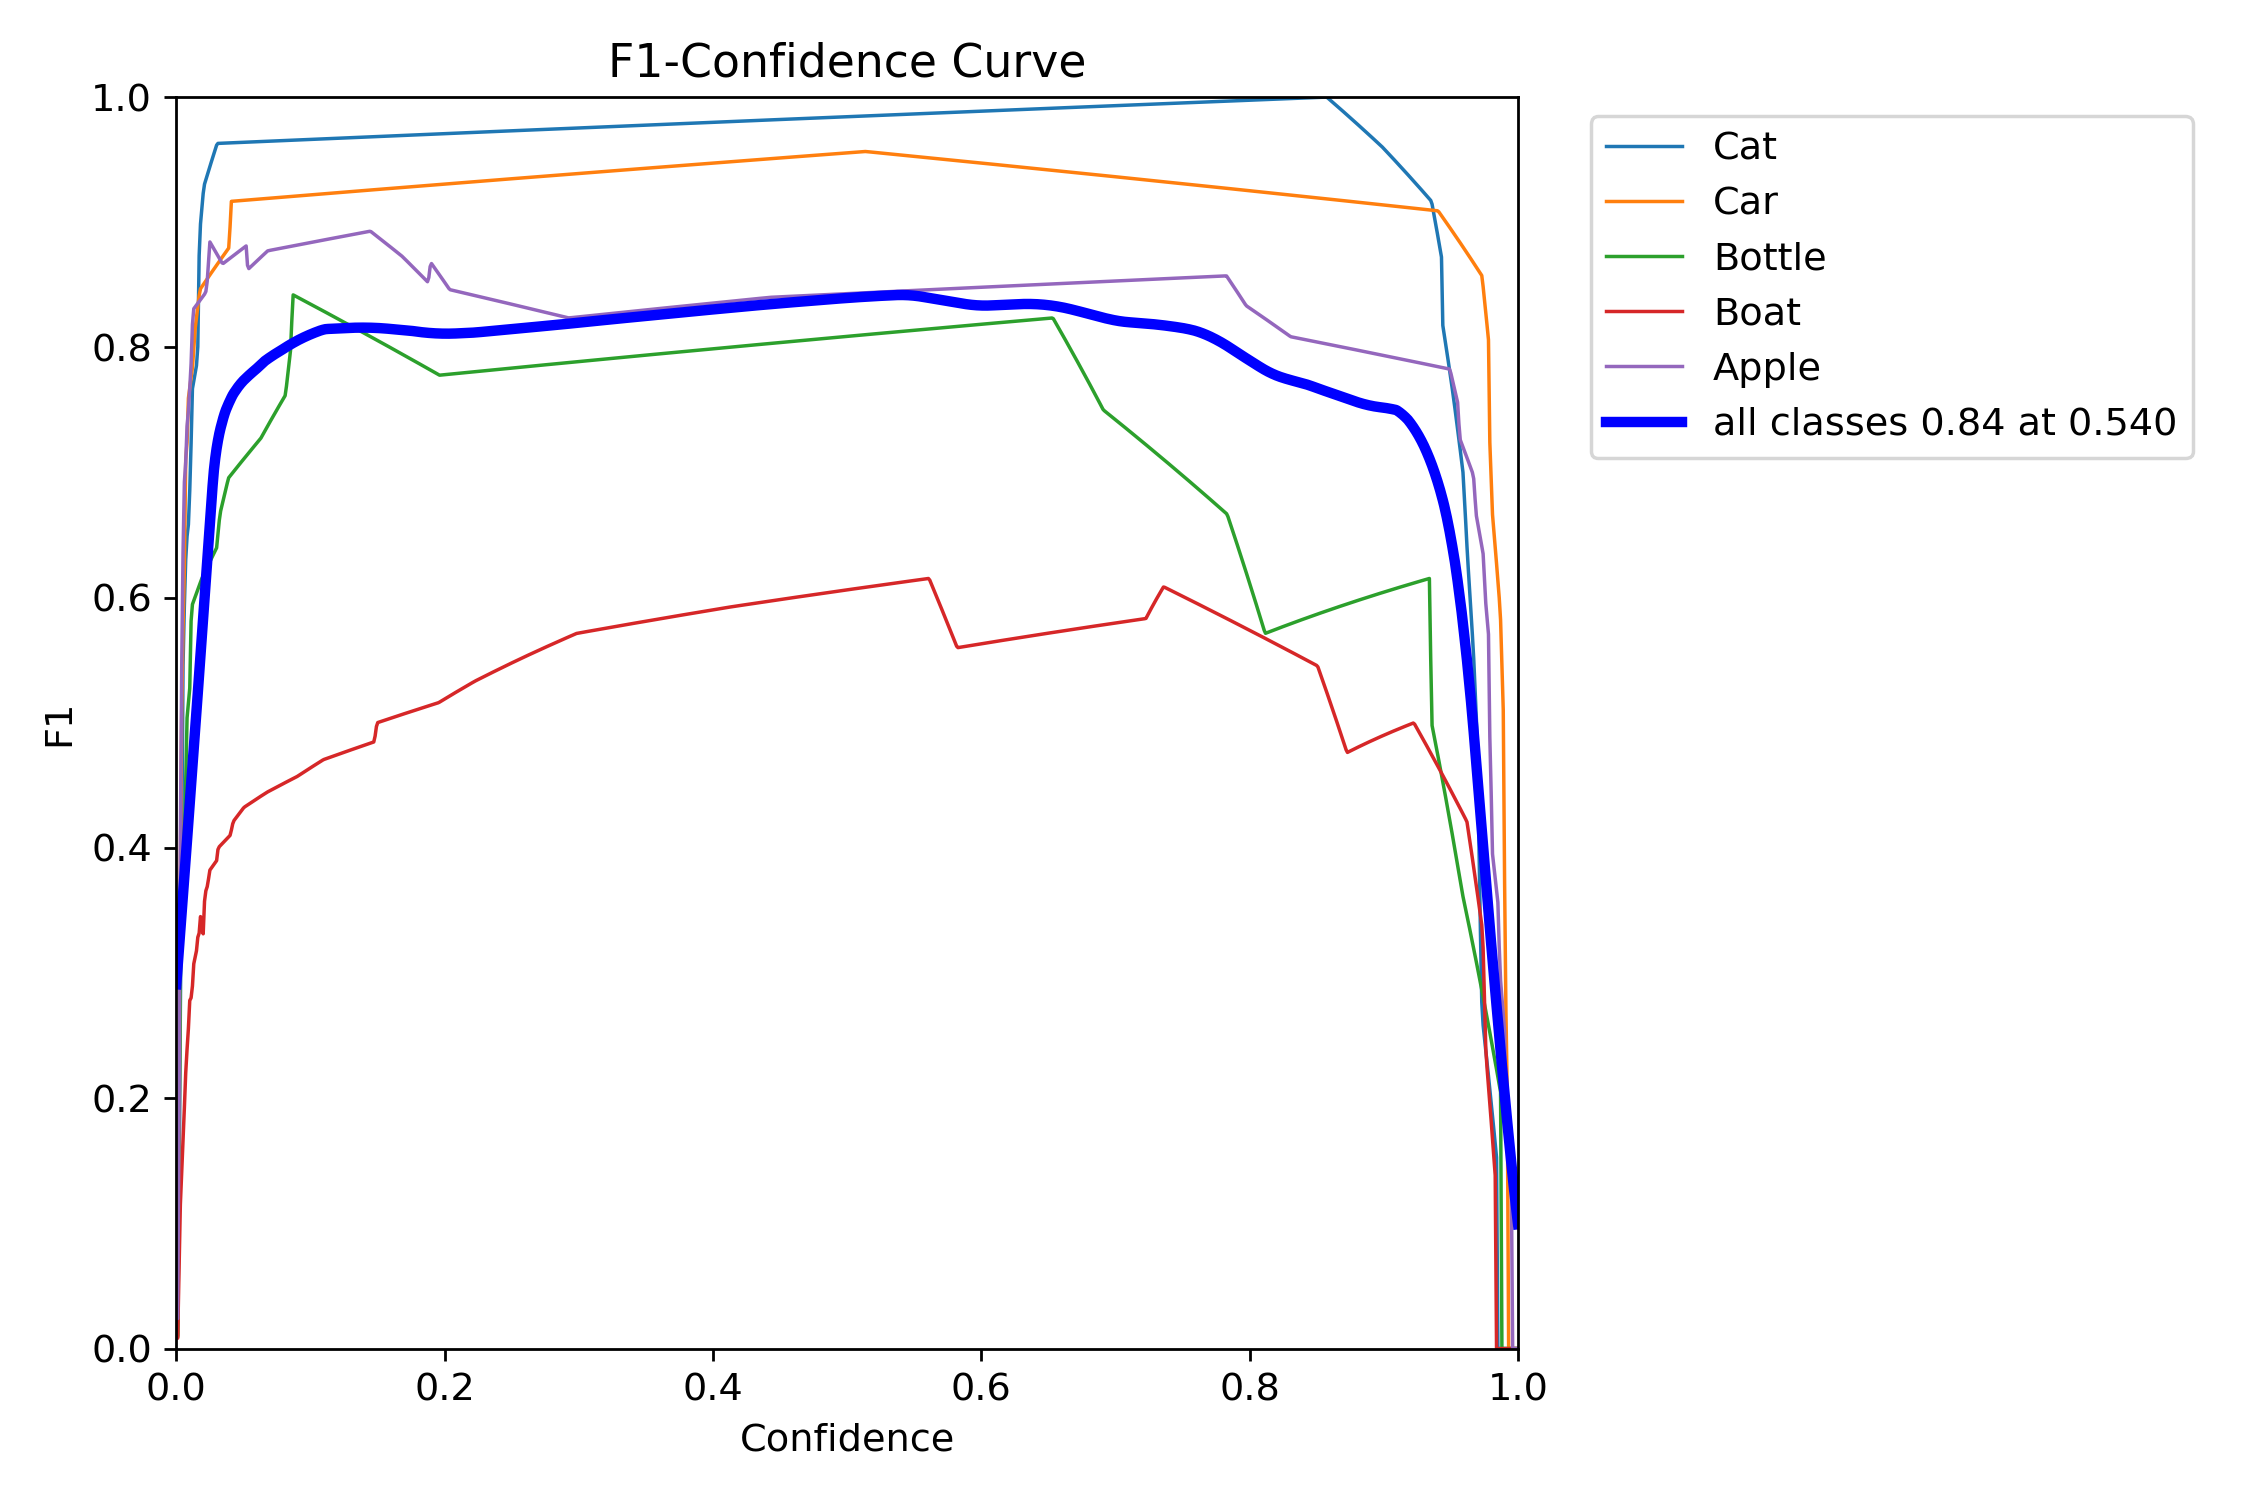 F1-Confidence Curve
1.0
0.8
0.6
0.4
0.2
0.0
F1
0.0 0.2 0.4 0.6 0.8 1.0
Confidence
Cat
Car
Bottle
Boat
Apple
all classes 0.84 at 0.540